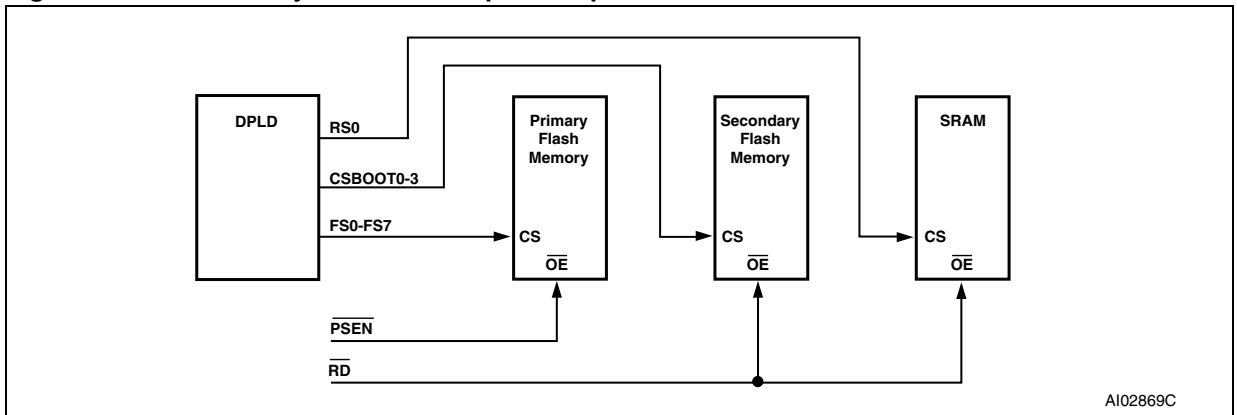 DPLD
RS0
CSBOOT0-3
FS0-FS7
Primary
Flash
Memory
CS
OE
Secondary
Flash
Memory
CS
OE
SRAM
CS
OE
PSEN
RD
AI02869C